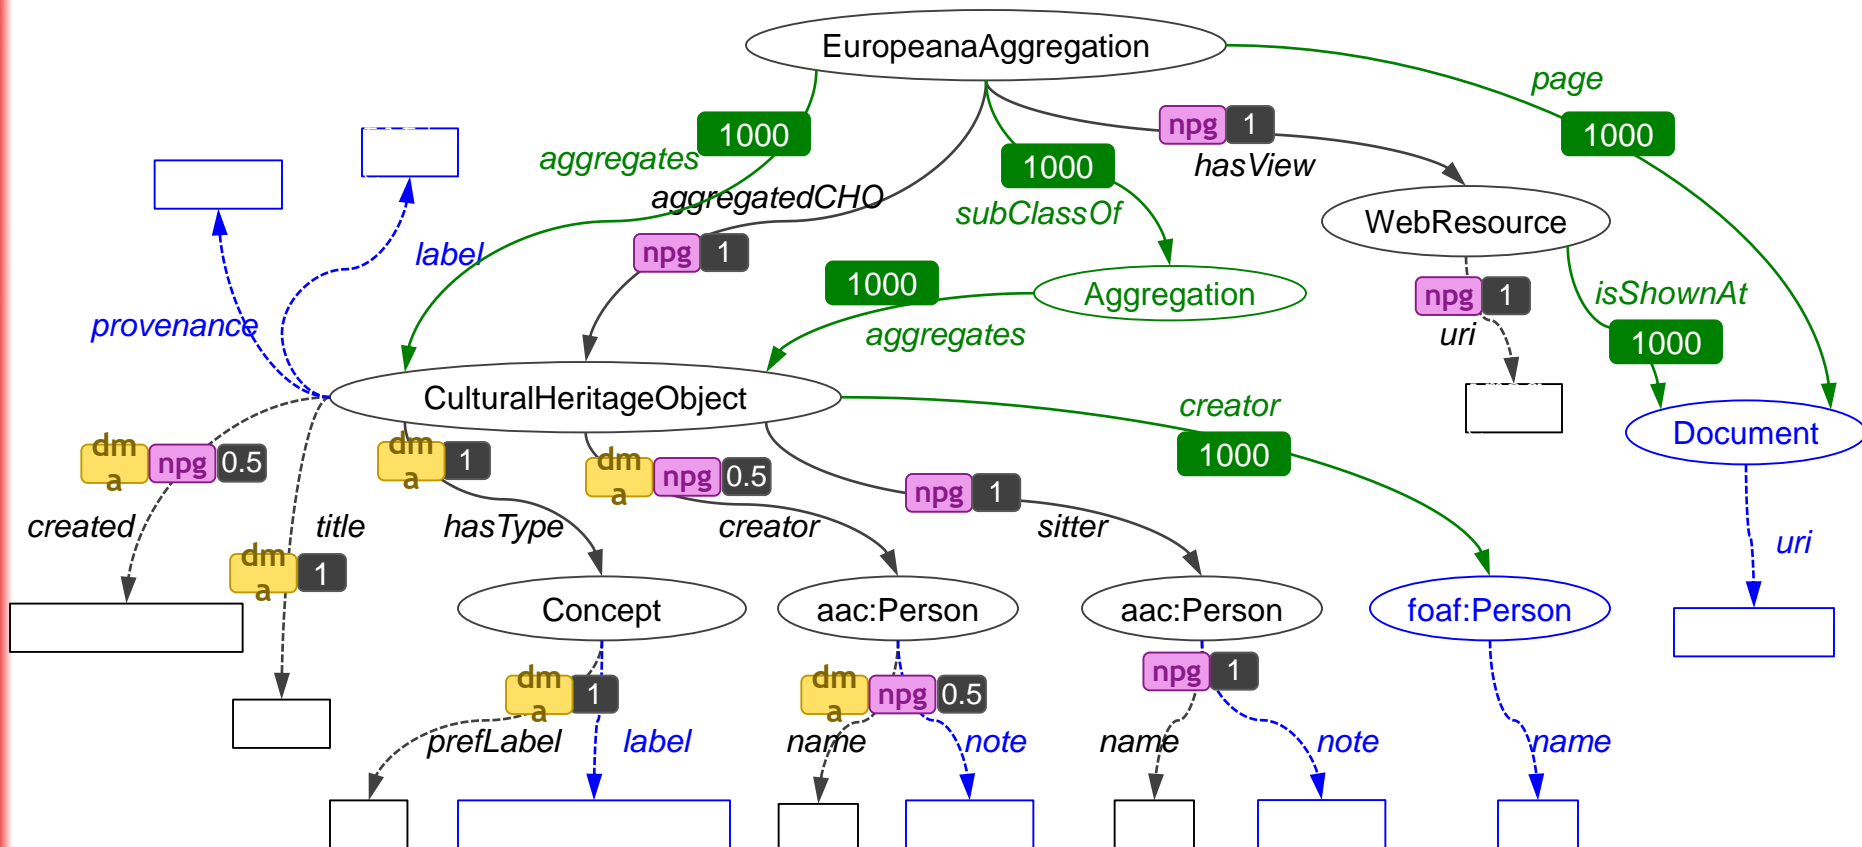 EuropeanaAggregation
page
1000
npg 1
1000
aggregates
1000
hasView
aggregatedCHO
subClassOf
WebResource
label
npg 1
1000
Aggregation
npg 1
isShownAt
provenance
aggregates
uri
1000
CulturalHeritageObject
creator
Document
dm
a
npg 0.5
dm
a
1
dm
a
npg 0.5
1000
npg 1
created
title
hasType
creator
sitter
uri
dm
a
1
Concept
aac:Person
aac:Person
foaf:Person
dm
a
1
dm
a
npg 0.5
npg 1
prefLabel
label
name
note
name
note
name